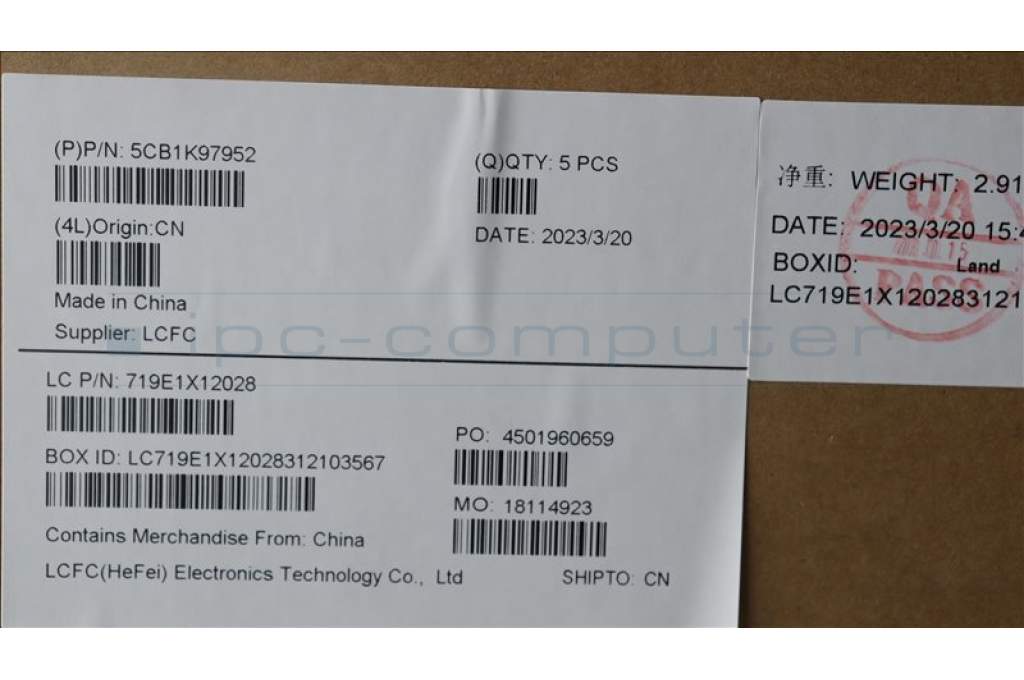 (P)P/N: 5CB1K97952
(Q)QTY: 5 PCS
(4L)Origin:CN
DATE: 2023/3/20
Made in China
Supplier: LCFC
LC P/N: 719E1X12028
PO: 4501960659
BOX ID: LC719E1X12028312103567
MO: 18114923
Contains Merchandise From: China
LCFC(HeFei) Electronics Technology Co., Ltd
SHIPTO: CN
净重: WEIGHT: 2.91
DATE: 2023/3/20 15:4
BOXID: Land
LC719E1X120283121
QA
PASS
ipc-computer